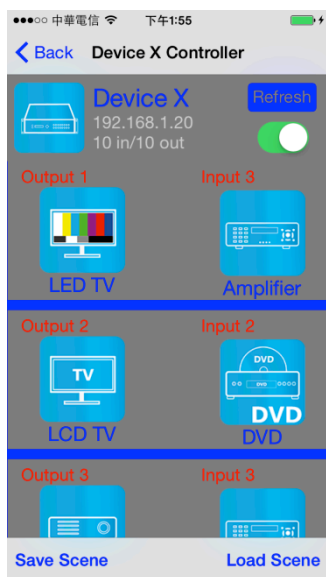 中華電信 下午1:55
Back Device X Controller
Device X Refresh
192.168.1.20
10 in/10 out
Output 1 Input 3
LED TV Amplifier
Output 2 Input 2
TV DVD
DVD
DVD
LCD TV DVD
Output 3 Input 3
Save Scene Load Scene